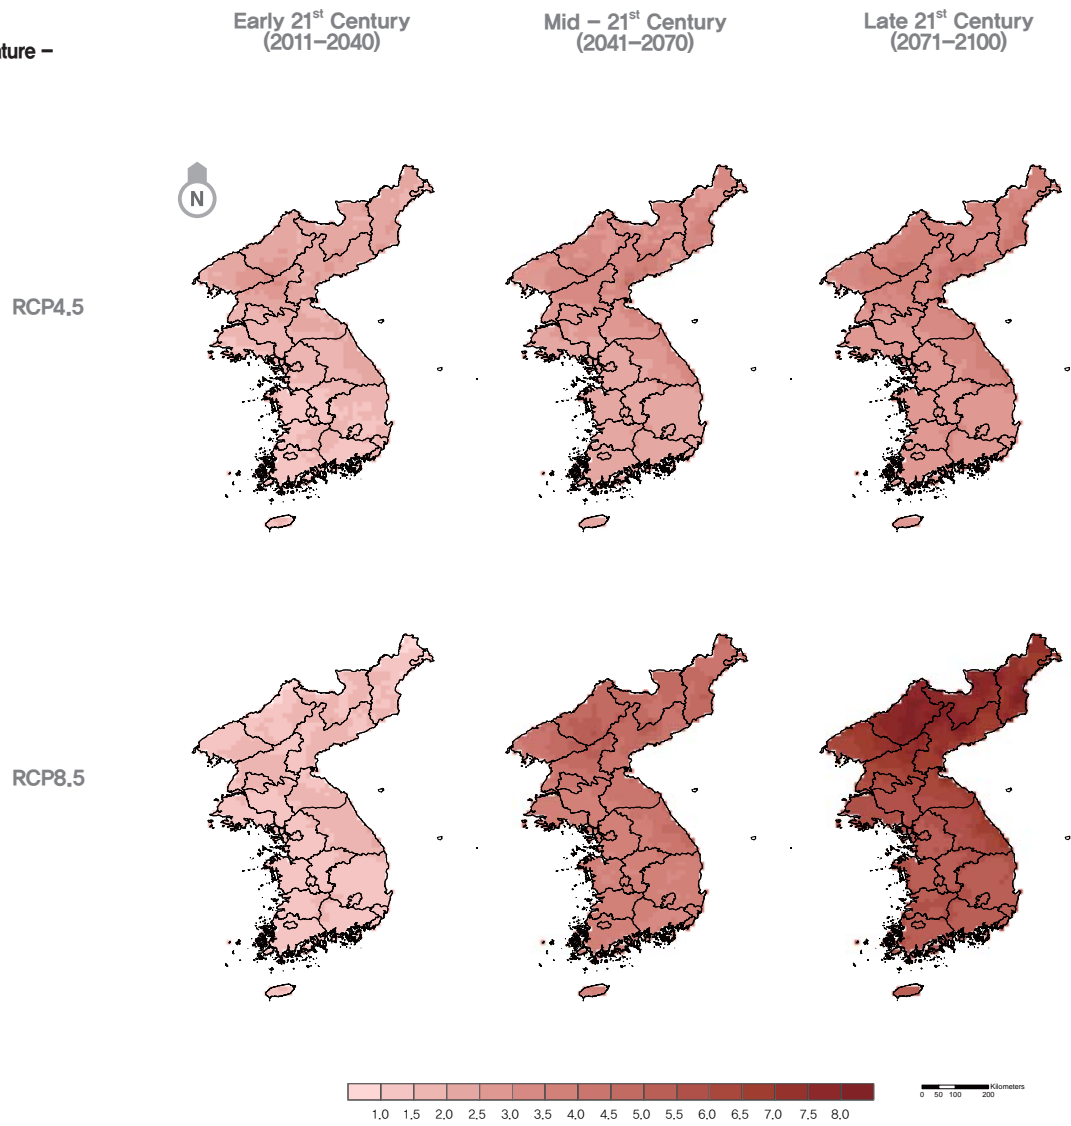 Early 21st Century
(2011–2040)
Mid – 21st Century
(2041–2070)
Late 21st Century
(2071–2100)
ture –
N
RCP4.5
RCP8.5
1.0 1.5 2.0 2.5 3.0 3.5 4.0 4.5 5.0 5.5 6.0 6.5 7.0 7.5 8.0
Kilometers
0 50 100 200